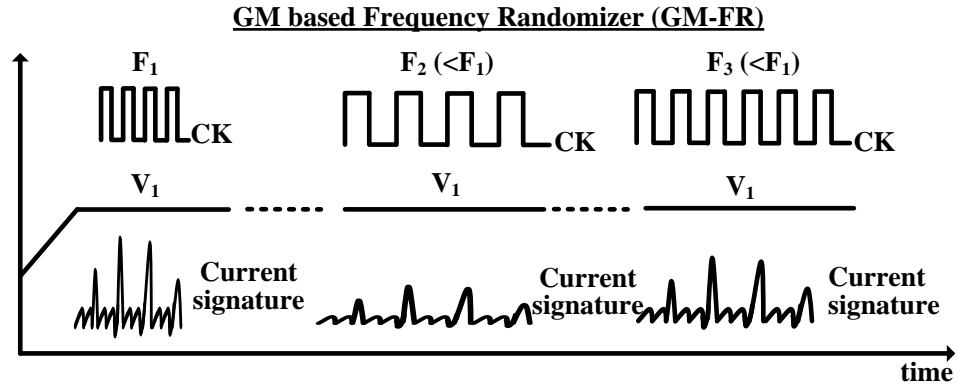 GM based Frequency Randomizer (GM-FR)
F₁ F₂ (<F₁) F₃ (<F₁)
CK CK CK
V₁ V₁ V₁
Current Current Current
signature signature signature
time